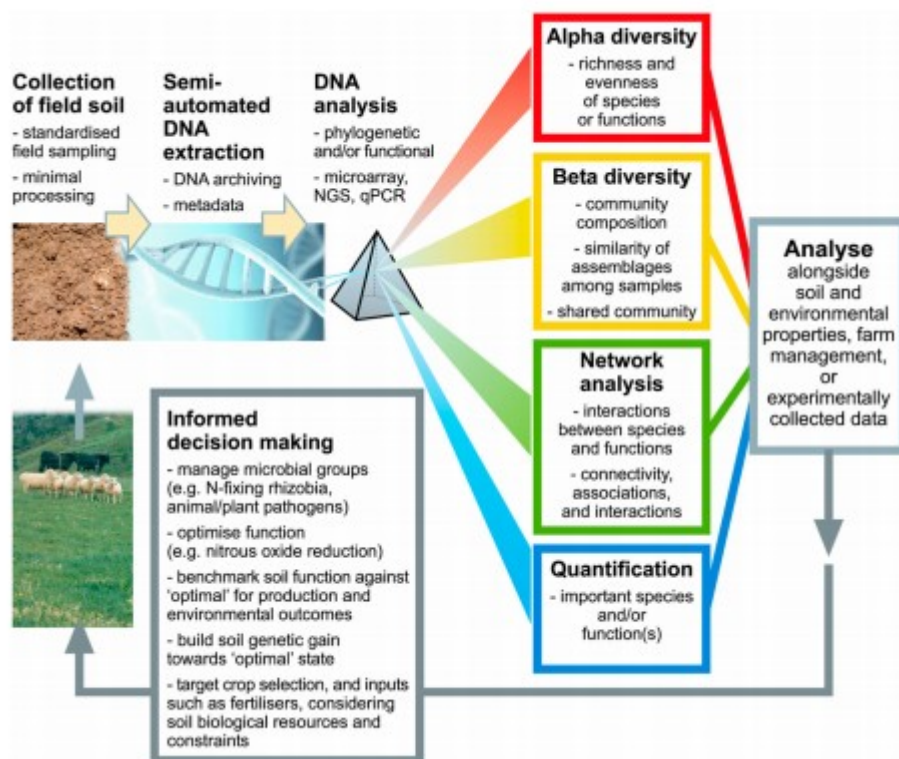 Collection
of field soil
- standardised
field sampling
- minimal
processing
Semi-
automated
DNA
extraction
- DNA archiving
- metadata
DNA
analysis
- phylogenetic
and/or functional
- microarray,
NGS, qPCR
Alpha diversity
- richness and
evenness
of species
or functions
Beta diversity
- community
composition
- similarity of
assemblages
among samples
- shared community
Network
analysis
- interactions
between species
and functions
- connectivity,
associations,
and interactions
Quantification
- important species
and/or
function(s)
Analyse
alongside
soil and
environmental
properties, farm
management,
or
experimentally
collected data
Informed
decision making
- manage microbial groups
(e.g. N-fixing rhizobia,
animal/plant pathogens)
- optimise function
(e.g. nitrous oxide reduction)
- benchmark soil function against
‘optimal’ for production and
environmental outcomes
- build soil genetic gain
towards ‘optimal’ state
- target crop selection, and inputs
such as fertilisers, considering
soil biological resources and
constraints